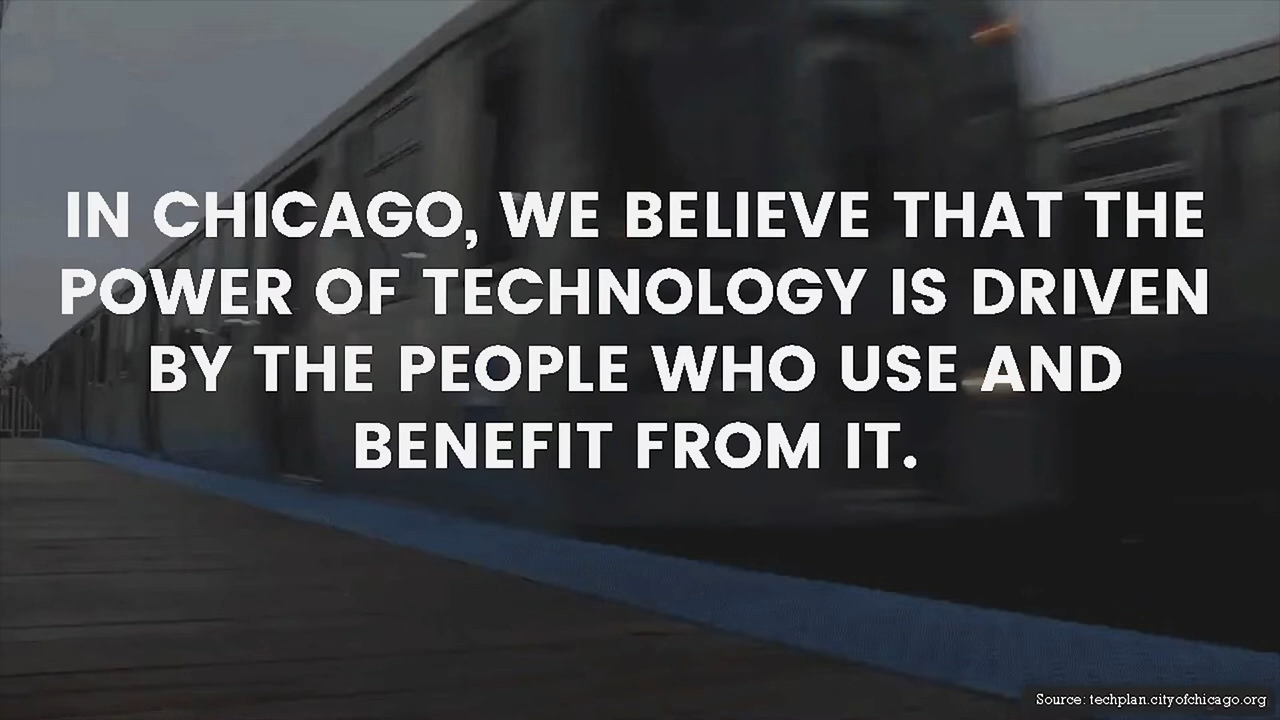 IN CHICAGO, WE BELIEVE THAT THE
POWER OF TECHNOLOGY IS DRIVEN
BY THE PEOPLE WHO USE AND
BENEFIT FROM IT.
Source: techplan.cityofchicago.org